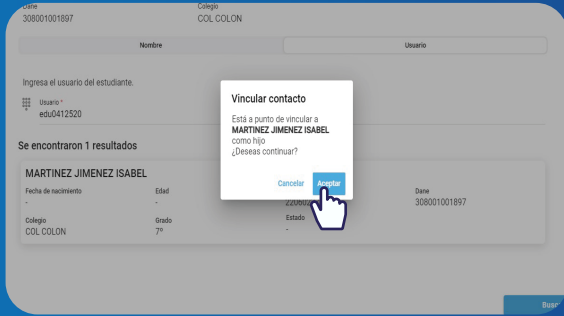 Dane Colegio
308001001897 COL COLON
Nombre Usuario
Ingresa el usuario del estudiante.
Usuario *
edu0412520
Se encontraron 1 resultados
MARTINEZ JIMENEZ ISABEL
Fecha de nacimiento Edad Dane
- - 308001001897
Colegio Grado Estado
COL COLON 7º -
Vincular contacto
Está a punto de vincular a
MARTINEZ JIMENEZ ISABEL
como hijo
¿Deseas continuar?
Cancelar Aceptar